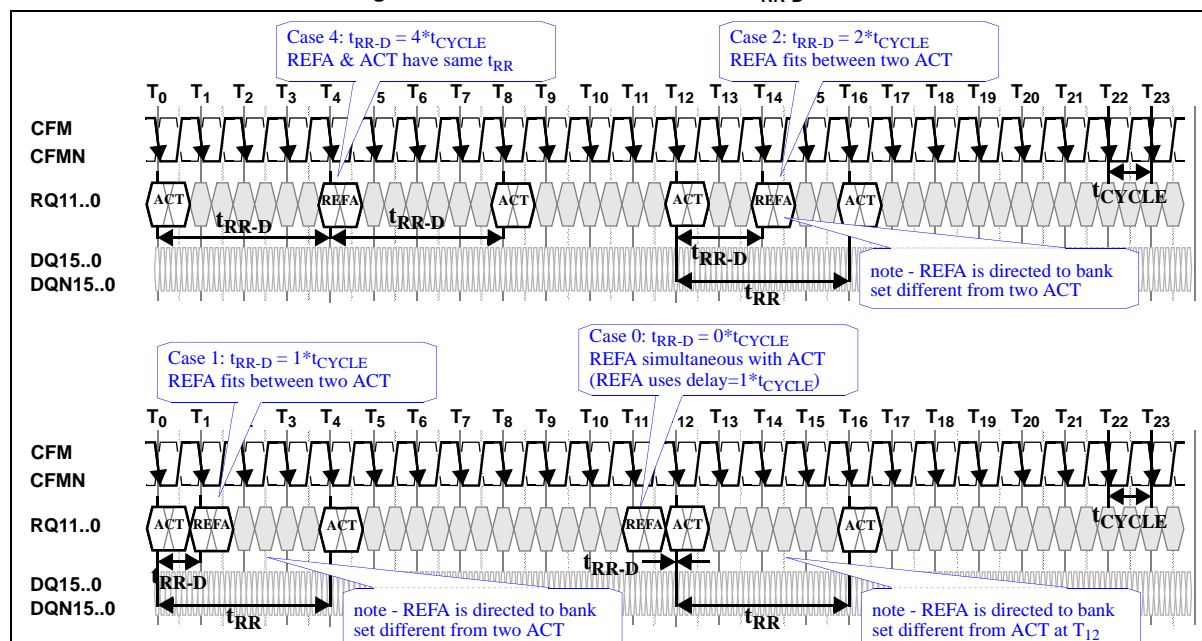 tRR-D
Case 4: tRR-D = 4*tCYCLE
REFA & ACT have same tRR
Case 2: tRR-D = 2*tCYCLE
REFA fits between two ACT
T0 T1 T2 T3 T4 5 T6 T7 T8 T9 T10 T11 T12 T13 T14 5 T16 T17 T18 T19 T20 T21 T22 T23
CFM
CFMN
RQ11..0
ACT REFA ACT ACT REFA ACT
tCYCLE
tRR-D tRR-D
tRR-D
DQ15..0
DQN15..0
tRR
note - REFA is directed to bank
set different from two ACT
Case 1: tRR-D = 1*tCYCLE
REFA fits between two ACT
Case 0: tRR-D = 0*tCYCLE
REFA simultaneous with ACT
(REFA uses delay=1*tCYCLE)
T0 T1 T3 T4 T5 T6 T7 T8 T9 T10 T11 12 T13 T14 T15 T16 T17 T18 T19 T20 T21 T22 T23
CFM
CFMN
RQ11..0
ACT REFA ACT REFA ACT ACT
tCYCLE
tRR-D tRR-D
DQ15..0
DQN15..0
tRR tRR
note - REFA is directed to bank
set different from two ACT
note - REFA is directed to bank
set different from ACT at T12